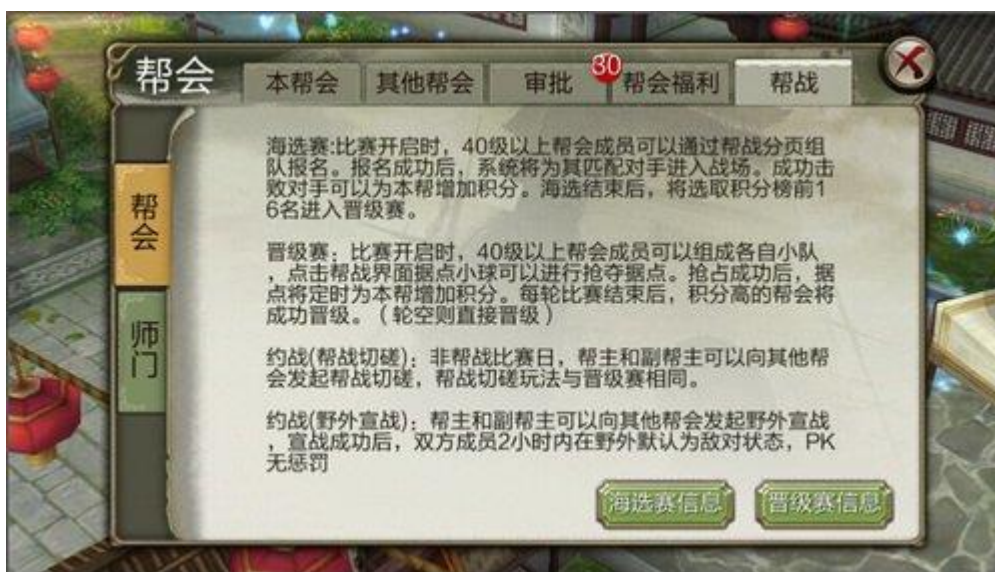 帮会
本帮会
其他帮会
审批
30
帮会福利
帮战
帮会
师门
海选赛:比赛开启时，40级以上帮会成员可以通过帮战分页组
队报名。报名成功后，系统将为其匹配对手进入战场。成功击
败对手可以为本帮增加积分。海选结束后，将选取积分榜前1
6名进入晋级赛。
晋级赛：比赛开启时，40级以上帮会成员可以组成各自小队
，点击帮战界面据点小球可以进行抢夺据点。抢占成功后，据
点将定时为本帮增加积分。每轮比赛结束后，积分高的帮会将
成功晋级。（轮空则直接晋级）
约战(帮战切磋)：非帮战比赛日，帮主和副帮主可以向其他帮
会发起帮战切磋，帮战切磋玩法与晋级赛相同。
约战(野外宣战)：帮主和副帮主可以向其他帮会发起野外宣战
，宣战成功后，双方成员2小时内在野外默认为敌对状态，PK
无惩罚
海选赛信息
晋级赛信息